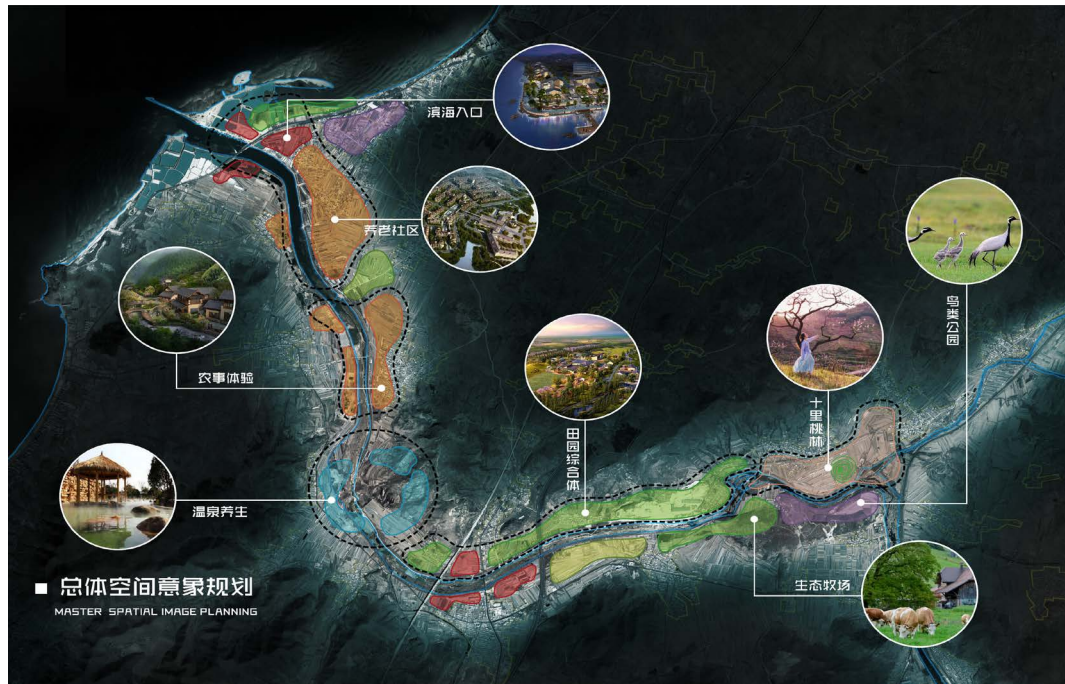 滨海入口
养老社区
农事体验
温泉养生
田园综合体
十里桃林
鸟类公园
生态牧场
总体空间意象规划
MASTER SPATIAL IMAGE PLANNING